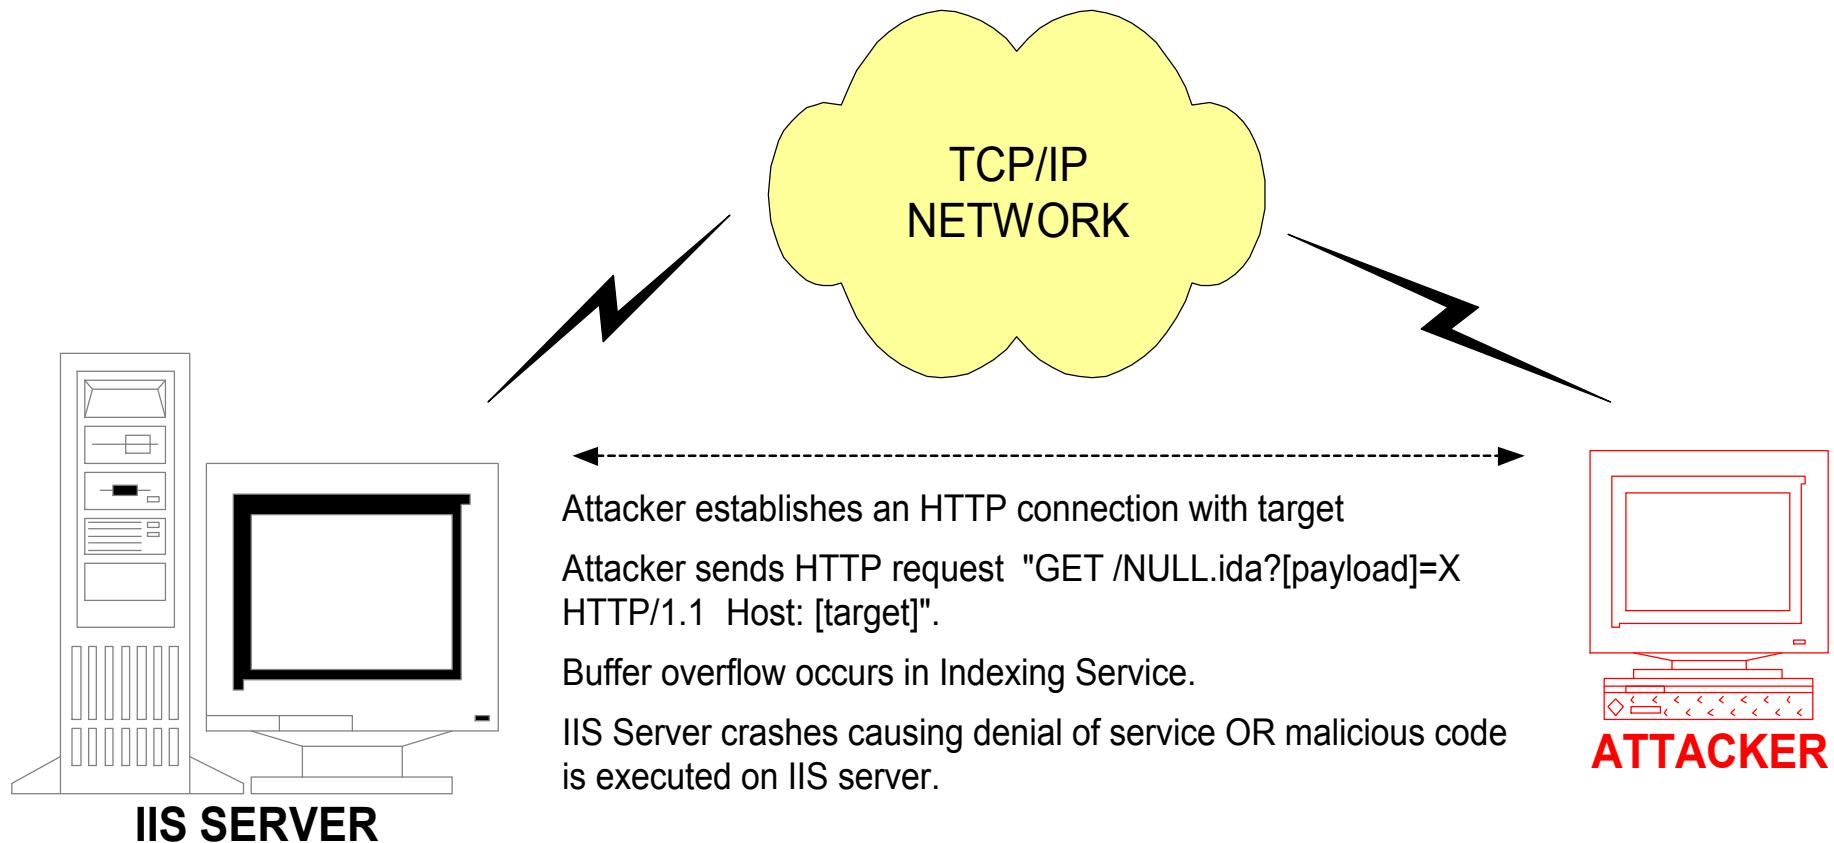 TCP/IP
NETWORK
Attacker establishes an HTTP connection with target
Attacker sends HTTP request  "GET /NULL.ida?[payload]=X
HTTP/1.1  Host: [target]".
Buffer overflow occurs in Indexing Service.
IIS Server crashes causing denial of service OR malicious code
is executed on IIS server.
ATTACKER
IIS SERVER